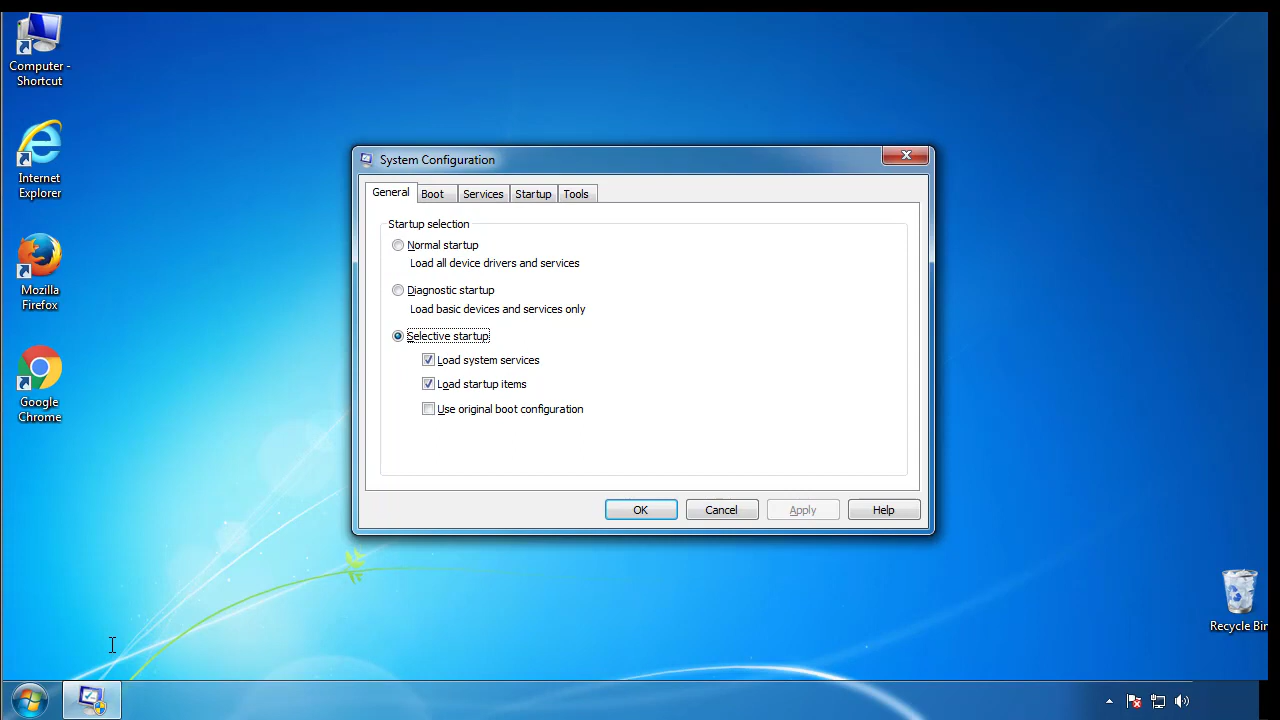 Computer -
Shortcut
Internet
Explorer
Mozilla
Firefox
Google
Chrome
System Configuration
General
Boot
Services
Startup
Tools
Startup selection
Normal startup
Load all device drivers and services
Diagnostic startup
Load basic devices and services only
Selective startup
Load system services
Load startup items
Use original boot configuration
OK
Cancel
Apply
Help
Recycle Bin